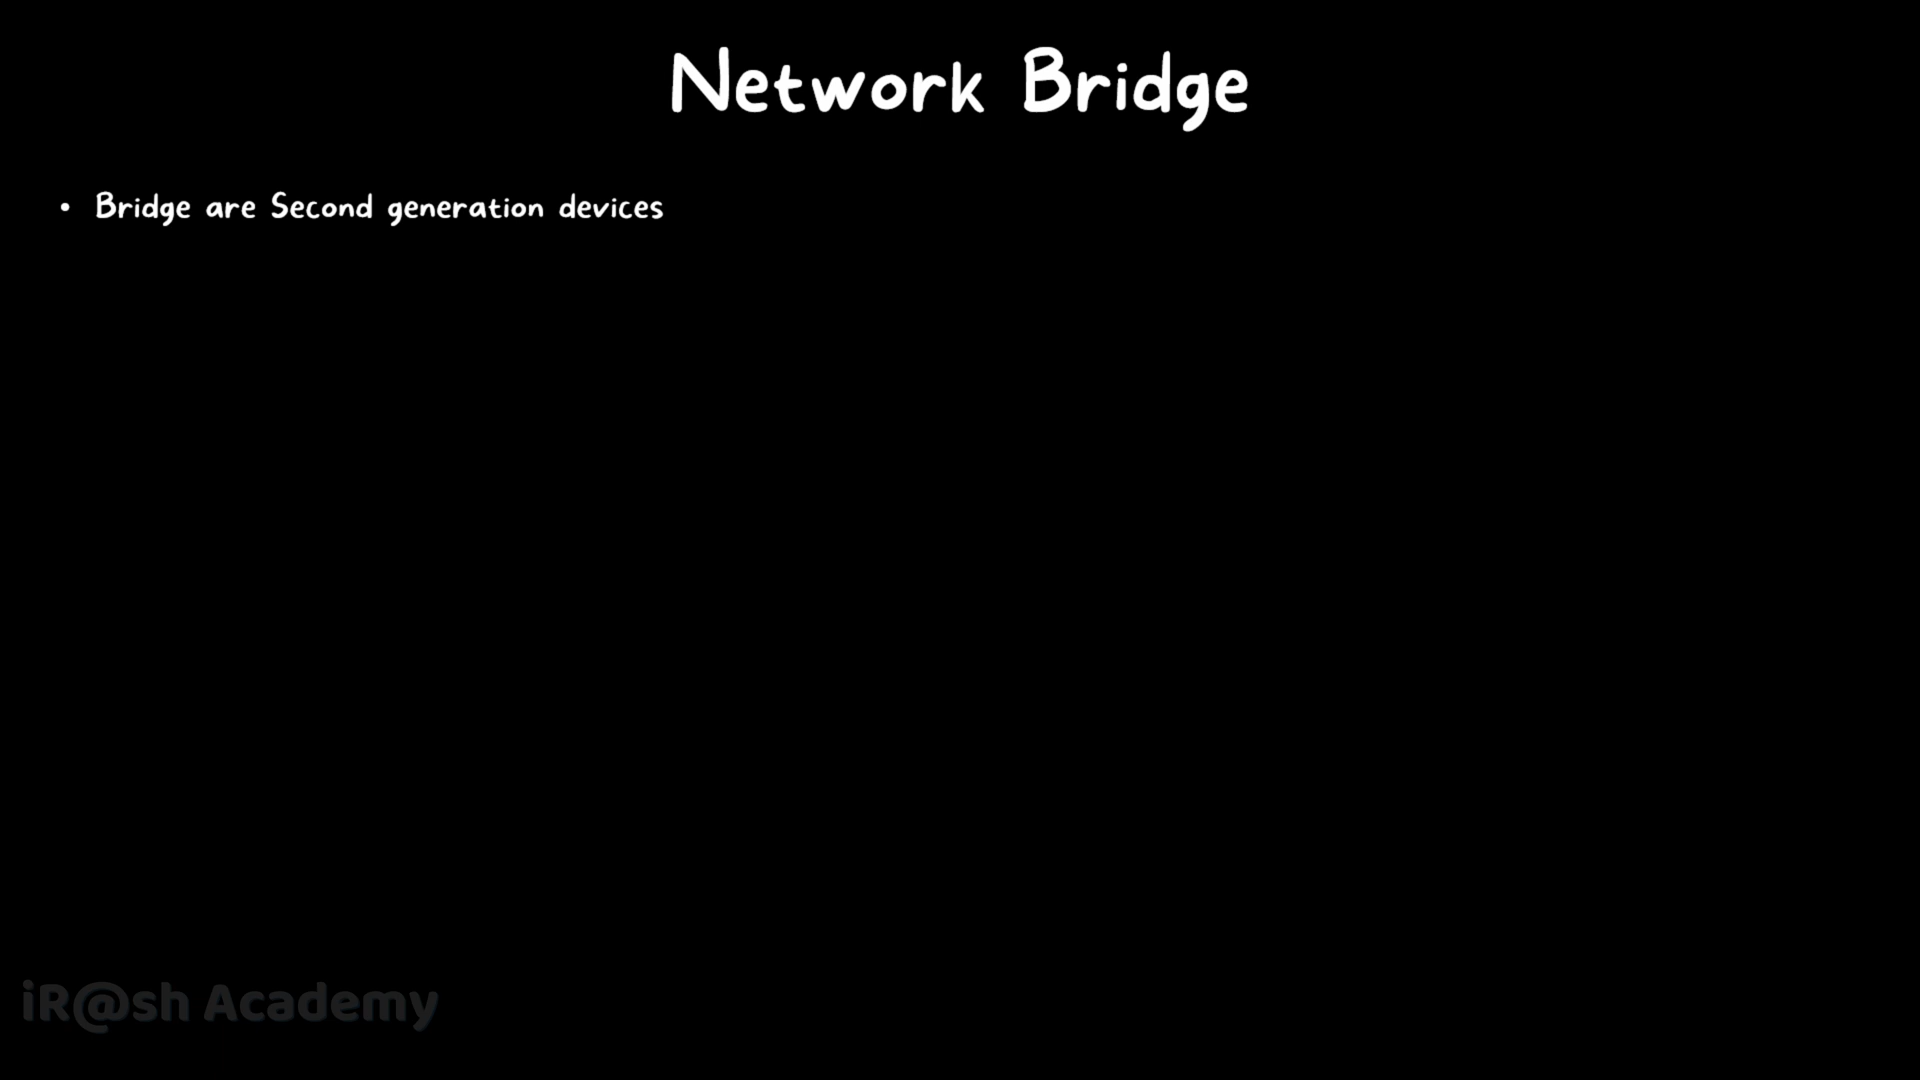 Network Bridge
• Bridge are Second generation devices
iR@sh Academy